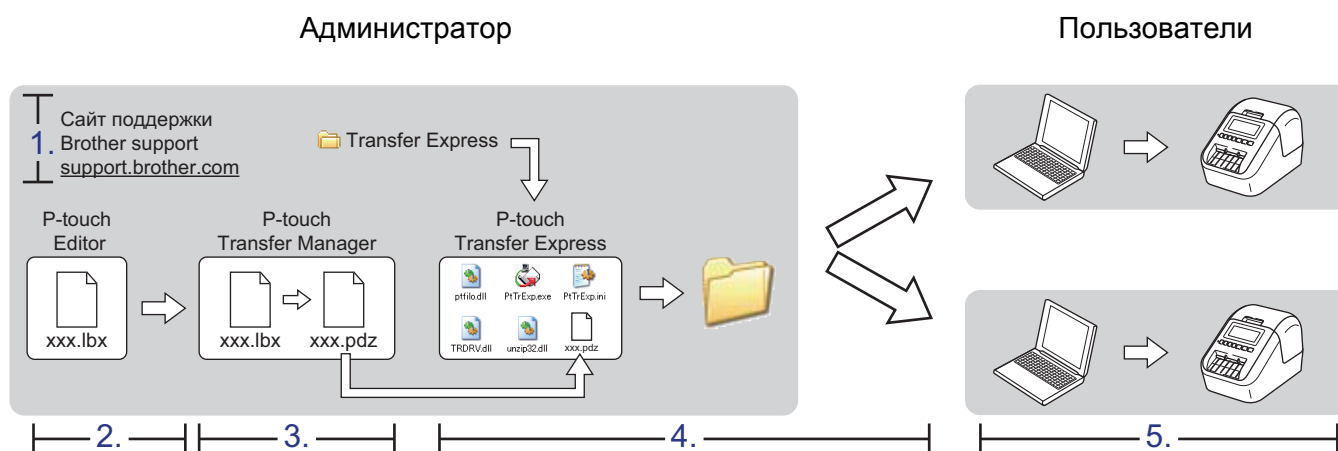 Администратор
Пользователи
1.
Сайт поддержки
Brother support
support.brother.com
Transfer Express
P-touch
Editor
xxx.lbx
P-touch
Transfer Manager
xxx.lbx
xxx.pdz
P-touch
Transfer Express
ptfilo.dll
PtTrExp.exe
PtTrExp.ini
TRDRV.dll
unzip32.dll
xxx.pdz
2.
3.
4.
5.